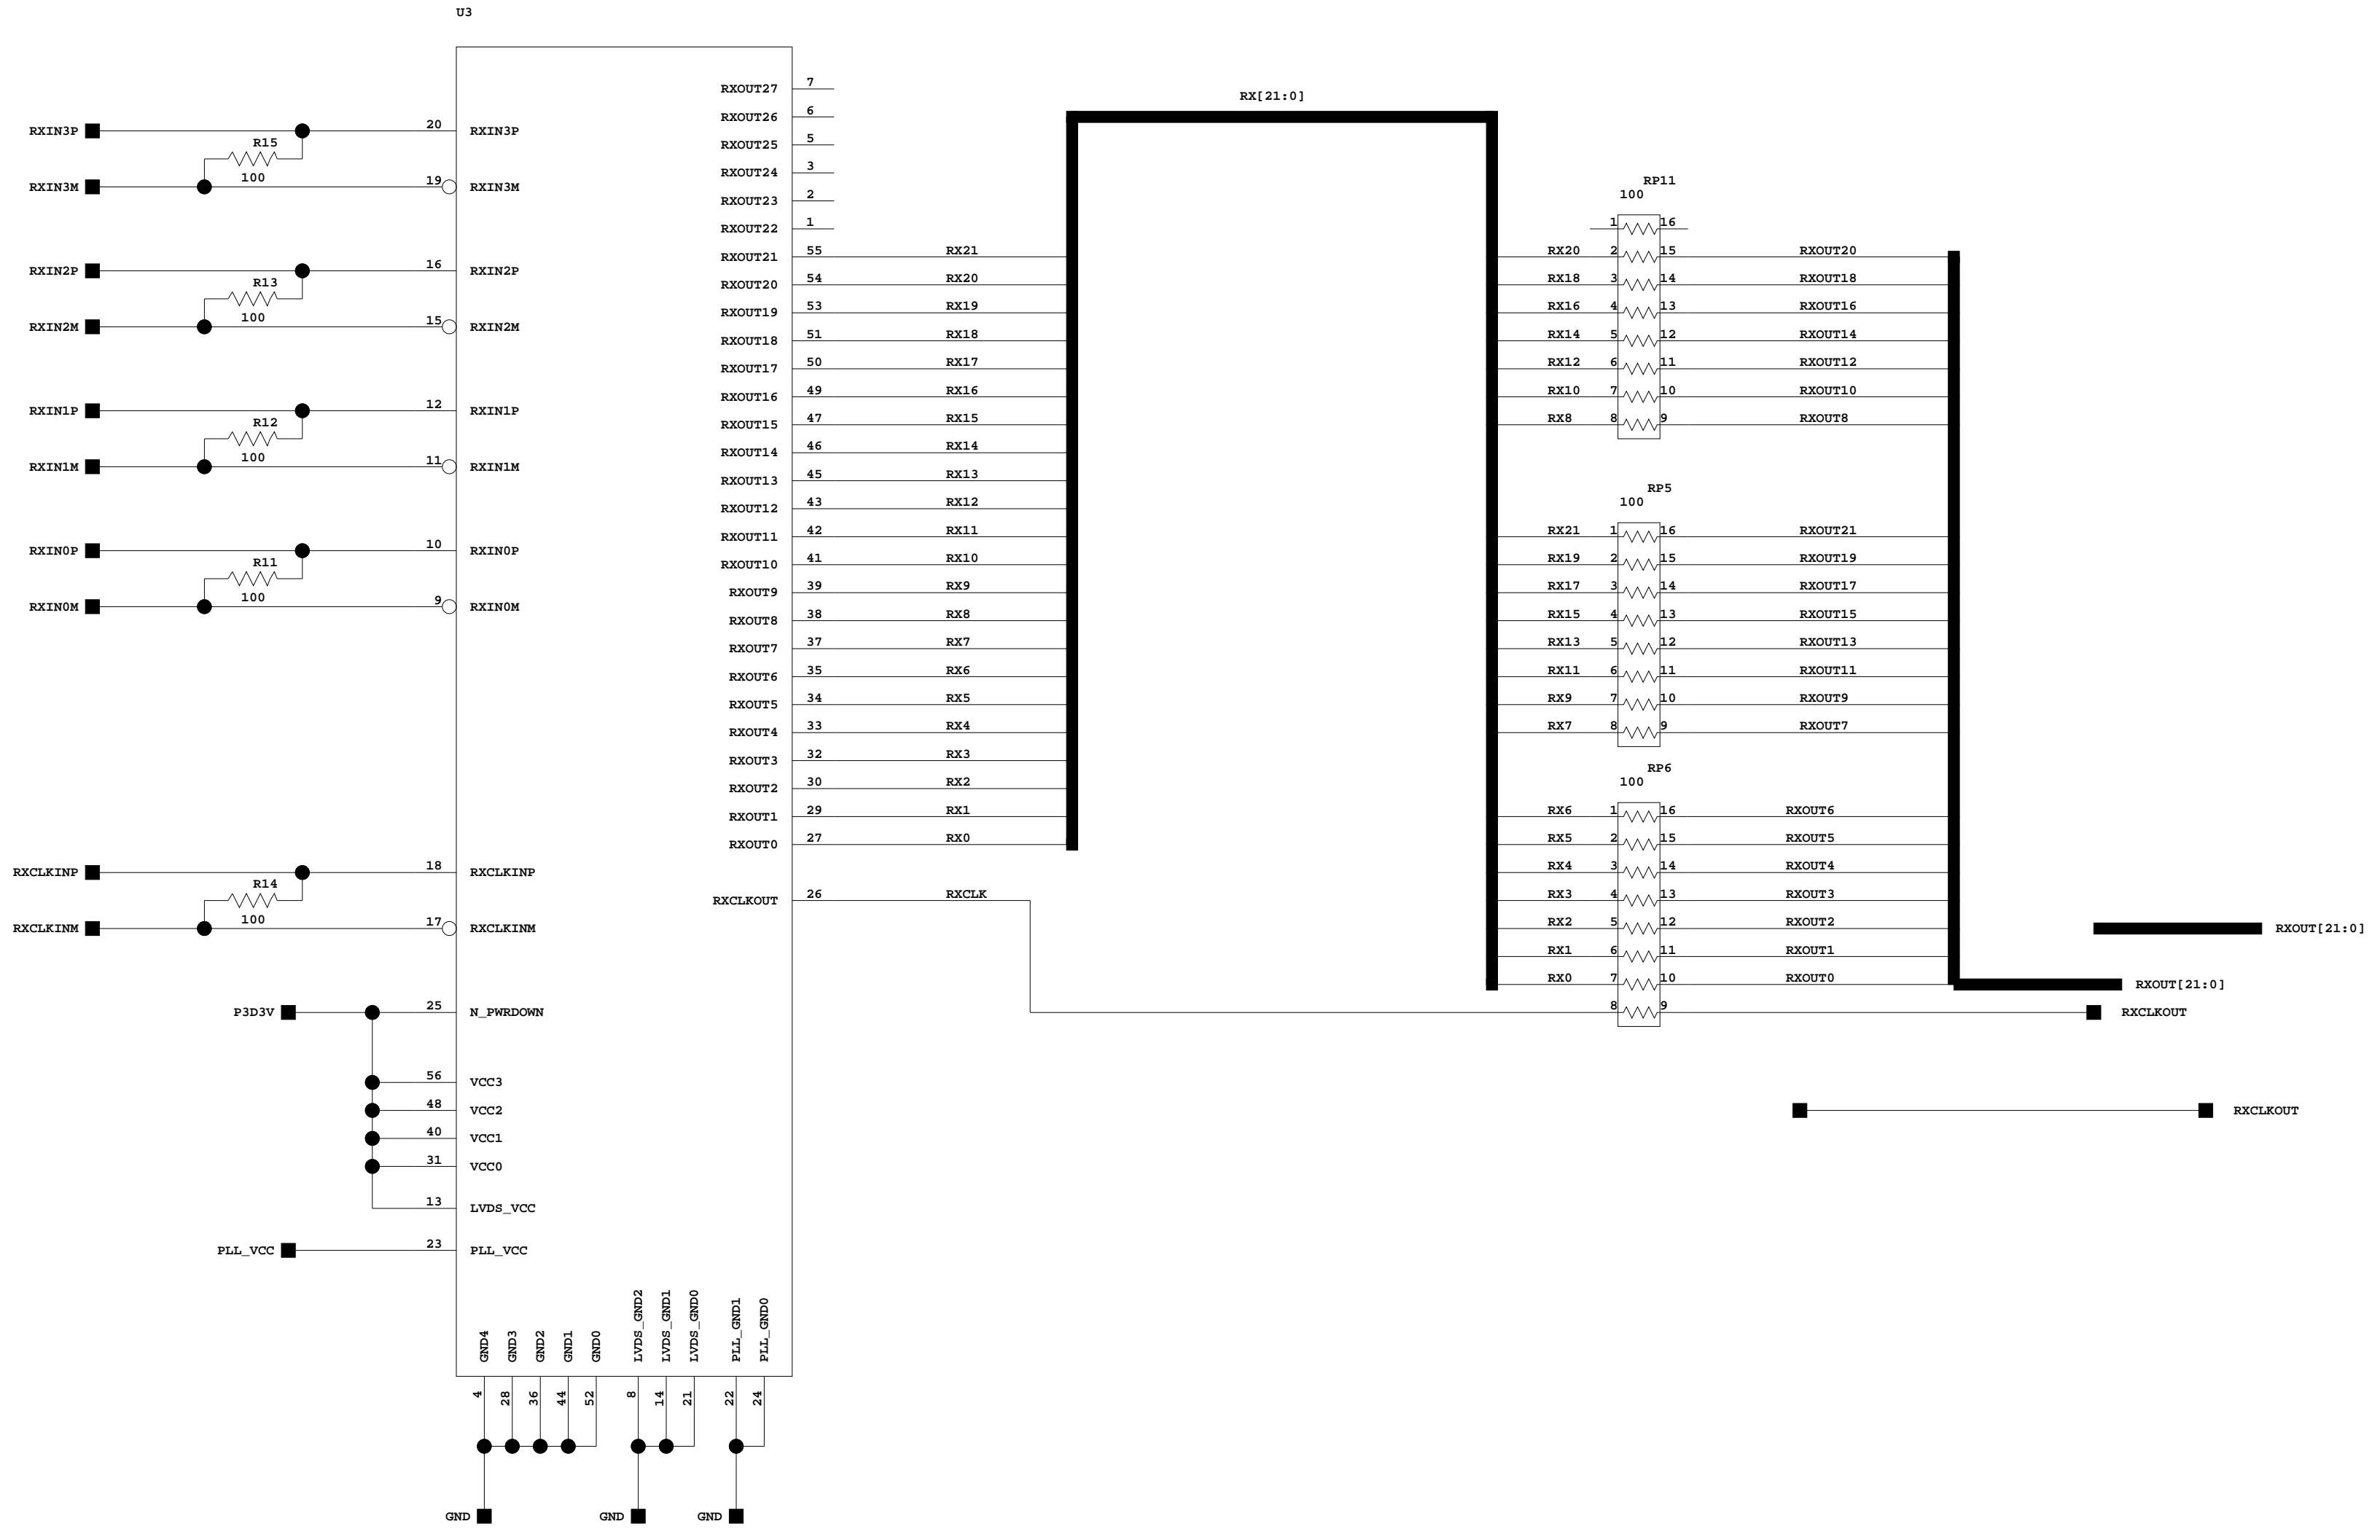 U3
RXOUT27 7
RX[21:0]
RXOUT26 6
RXIN3P 20 RXIN3P
RXOUT25 5
R15
RXOUT24 3
100
RXIN3M 19 RXIN3M
RP11
100
RXOUT23 2
RXOUT22 1
1 16
RXOUT21 55 RX21
RX20 2 15 RXOUT20
RXIN2P 16 RXIN2P
R13
RXOUT20 54 RX20
RX18 3 14 RXOUT18
RXOUT19 53 RX19
RX16 4 13 RXOUT16
100
RXIN2M 15 RXIN2M
RXOUT18 51 RX18
RX14 5 12 RXOUT14
RXOUT17 50 RX17
RX12 6 11 RXOUT12
RXOUT16 49 RX16
RX10 7 10 RXOUT10
RXIN1P 12 RXIN1P
R12
RXOUT15 47 RX15
RX8 8 9 RXOUT8
RXOUT14 46 RX14
100
RXIN1M 11 RXIN1M
RXOUT13 45 RX13
RP5
100
RXOUT12 43 RX12
RXOUT11 42 RX11
RX21 1 16 RXOUT21
RXIN0P 10 RXIN0P
R11
RXOUT10 41 RX10
RX19 2 15 RXOUT19
RXOUT9 39 RX9
RX17 3 14 RXOUT17
100
RXIN0M 9 RXIN0M
RXOUT8 38 RX8
RX15 4 13 RXOUT15
RXOUT7 37 RX7
RX13 5 12 RXOUT13
RXOUT6 35 RX6
RX11 6 11 RXOUT11
RXOUT5 34 RX5
RX9 7 10 RXOUT9
RXOUT4 33 RX4
RX7 8 9 RXOUT7
RXOUT3 32 RX3
RP6
100
RXOUT2 30 RX2
RXOUT1 29 RX1
RX6 1 16 RXOUT6
RXOUT0 27 RX0
RX5 2 15 RXOUT5
RXCLKINP 18 RXCLKINP
RX4 3 14 RXOUT4
R14
RXCLKOUT 26 RXCLK
RX3 4 13 RXOUT3
100
RXCLKINM 17 RXCLKINM
RX2 5 12 RXOUT2
RXOUT[21:0]
RX1 6 11 RXOUT1
RX0 7 10 RXOUT0
RXOUT[21:0]
P3D3V 25 N_PWRDOWN
8 9 RXCLKOUT
56 VCC3
48 VCC2
RXCLKOUT
40 VCC1
31 VCC0
13 LVDS_VCC
PLL_VCC 23 PLL_VCC
GND4
GND3
GND2
GND1
GND0
LVDS_GND2
LVDS_GND1
LVDS_GND0
PLL_GND1
PLL_GND0
4
28
36
44
52
8
14
21
22
24
GND
GND
GND